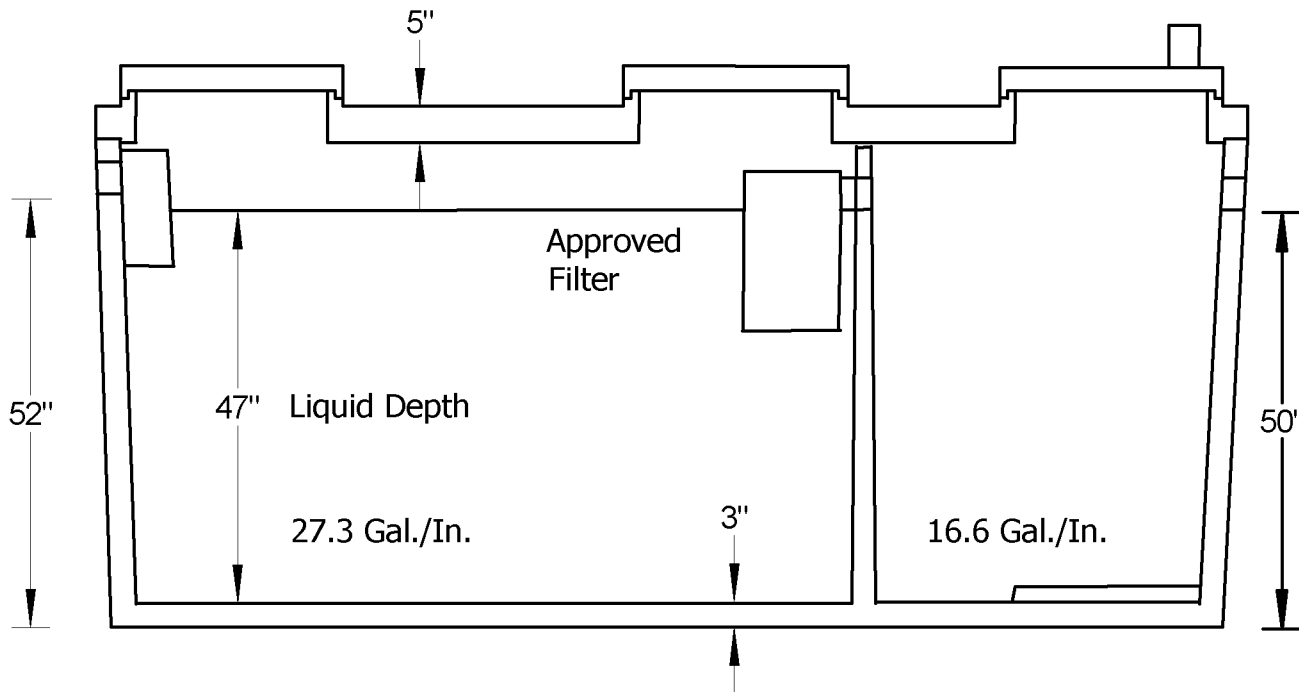 5"
Approved
Filter
52"
47" Liquid Depth
50'
3"
27.3 Gal./In.
16.6 Gal./In.